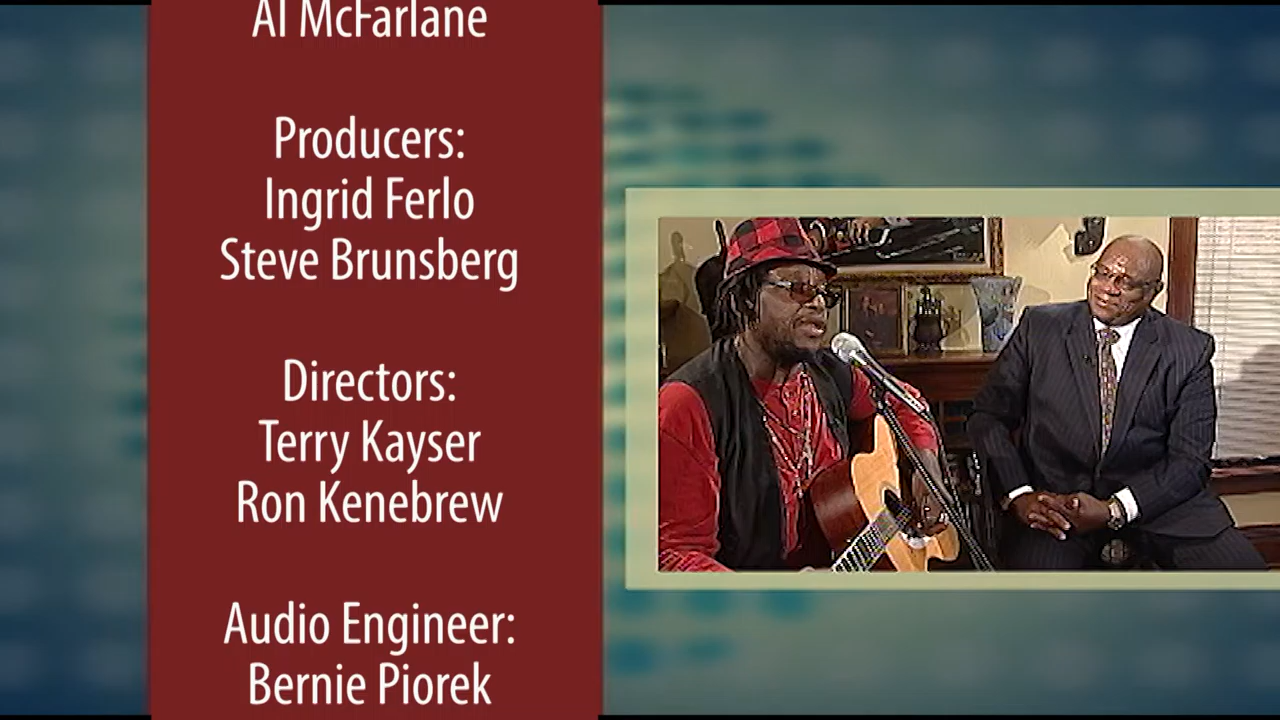 Al McFarlane
Producers:
Ingrid Ferlo
Steve Brunsberg
Directors:
Terry Kayser
Ron Kenebrew
Audio Engineer:
Bernie Piorek